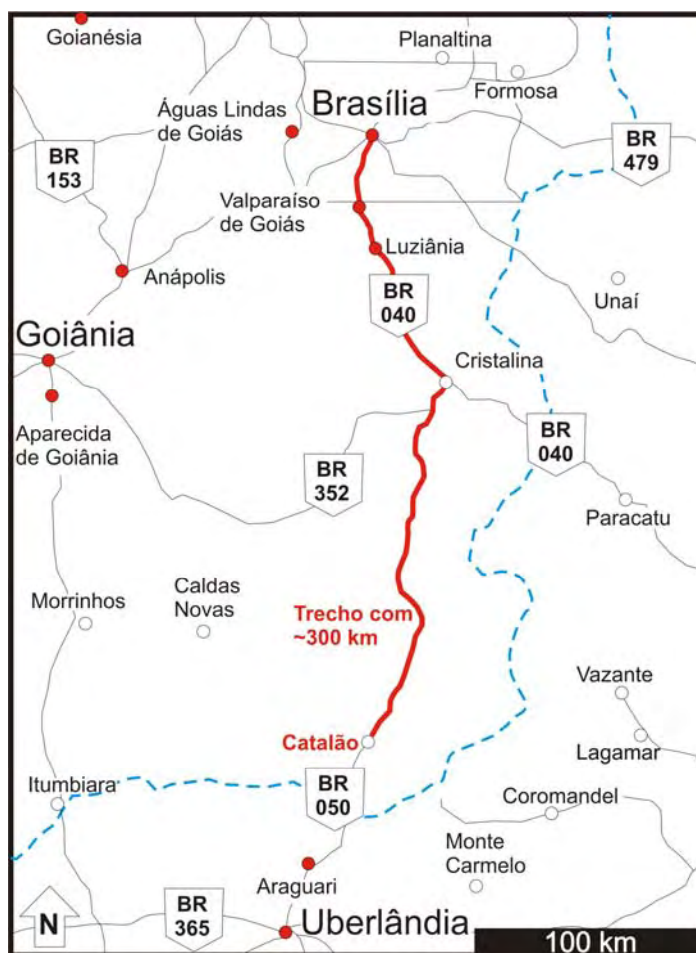 Goianésia
Planaltina
Formosa
Águas Lindas
de Goiás
Brasília
BR
479
BR
153
Valparaíso
de Goiás
Luziânia
Anápolis
BR
040
Unaí
Goiânia
Cristalina
Aparecida
de Goiânia
BR
040
BR
352
Paracatu
Caldas
Novas
Morrinhos
Trecho com
~300 km
Vazante
Catalão
Lagamar
Itumbiara
BR
050
Coromandel
Monte
Carmelo
Araguari
N
BR
365
Uberlândia
100 km